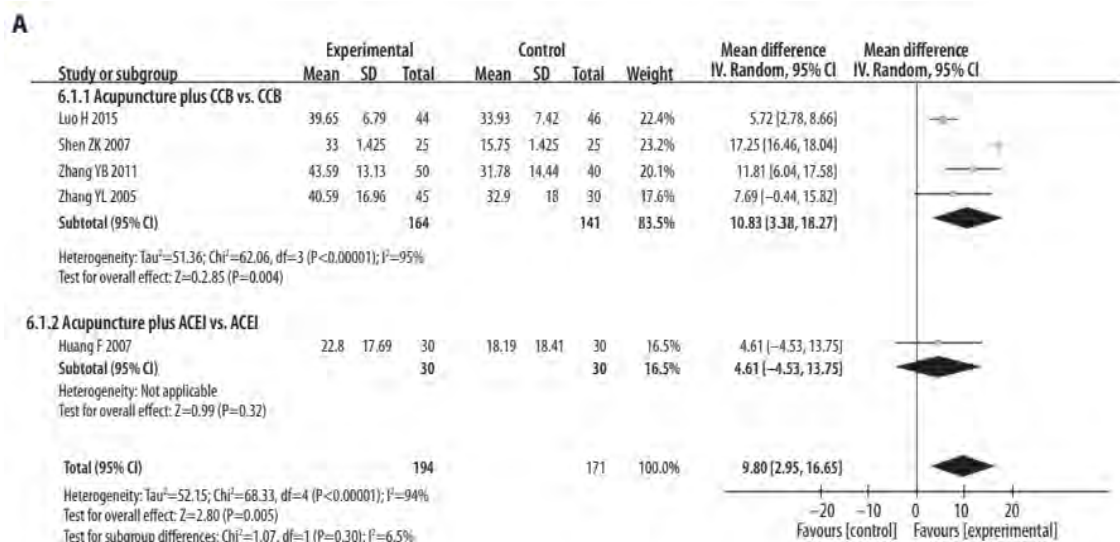 A
Experimental Control Mean difference Mean difference
Study or subgroup Mean SD Total Mean SD Total Weight IV. Random, 95% CI IV. Random, 95% CI
6.1.1 Acupuncture plus CCB vs. CCB
Luo H 2015 39.65 6.79 44 33.93 7.42 46 22.4% 5.72 [2.78, 8.66]
Shen ZK 2007 33 1.425 25 15.75 1.425 25 23.2% 17.25 [16.46, 18.04]
Zhang YB 2011 43.59 13.13 50 31.78 14.44 40 20.1% 11.81 [6.04, 17.58]
Zhang YL 2005 40.59 16.96 45 32.9 18 30 17.6% 7.69 [−0.44, 15.82]
Subtotal (95% CI) 164 141 83.5% 10.83 [3.38, 18.27]
Heterogeneity: Tau²=51.36; Chi²=62.06, df=3 (P<0.00001); I²=95%
Test for overall effect: Z=0.2.85 (P=0.004)
6.1.2 Acupuncture plus ACEI vs. ACEI
Huang F 2007 22.8 17.69 30 18.19 18.41 30 16.5% 4.61 [−4.53, 13.75]
Subtotal (95% CI) 30 30 16.5% 4.61 [−4.53, 13.75]
Heterogeneity: Not applicable
Test for overall effect: Z=0.99 (P=0.32)
Total (95% CI) 194 171 100.0% 9.80 [2.95, 16.65]
Heterogeneity: Tau²=52.15; Chi²=68.33, df=4 (P<0.00001); I²=94%
Test for overall effect: Z=2.80 (P=0.005)
Test for subgroup differences: Chi²=1.07, df=1 (P=0.30); I²=6.5%
−20 −10 0 10 20
Favours [control] Favours [exprerimental]